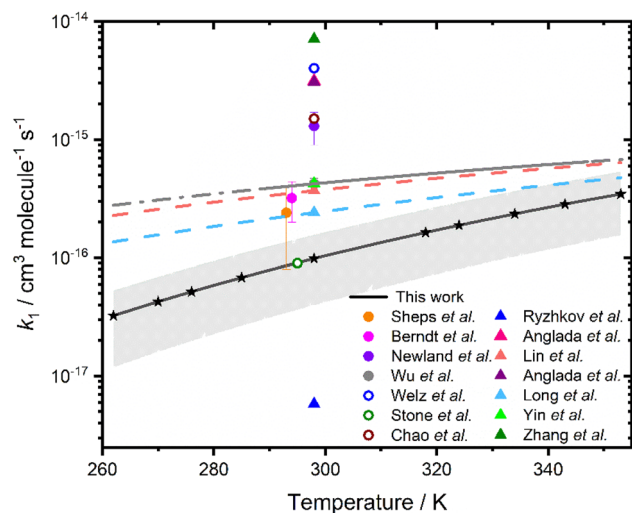 10⁻¹⁴
10⁻¹⁵
10⁻¹⁶
10⁻¹⁷
k₁ / cm³ molecule⁻¹ s⁻¹
This work
Sheps et al.
Ryzhkov et al.
Berndt et al.
Anglada et al.
Newland et al.
Lin et al.
Wu et al.
Anglada et al.
Welz et al.
Long et al.
Stone et al.
Yin et al.
Chao et al.
Zhang et al.
260 280 300 320 340
Temperature / K